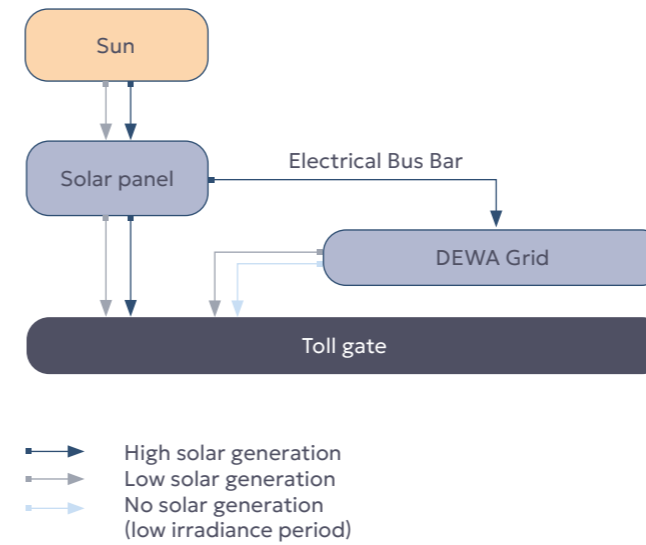 Sun
Solar panel
Electrical Bus Bar
DEWA Grid
Toll gate
High solar generation
Low solar generation
No solar generation
(low irradiance period)